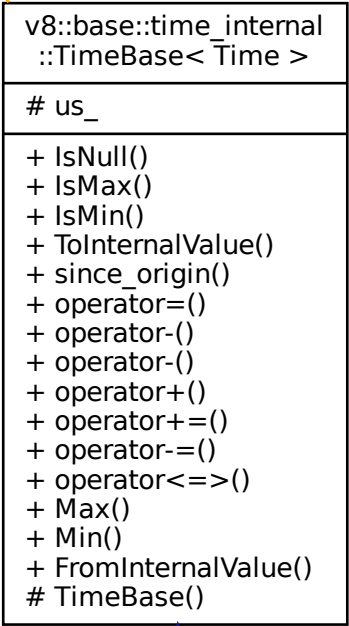 v8::base::time_internal
::TimeBase< Time >
# us_
+ IsNull()
+ IsMax()
+ IsMin()
+ ToInternalValue()
+ since_origin()
+ operator=()
+ operator-()
+ operator-()
+ operator+()
+ operator+=()
+ operator-=()
+ operator<=>()
+ Max()
+ Min()
+ FromInternalValue()
# TimeBase()